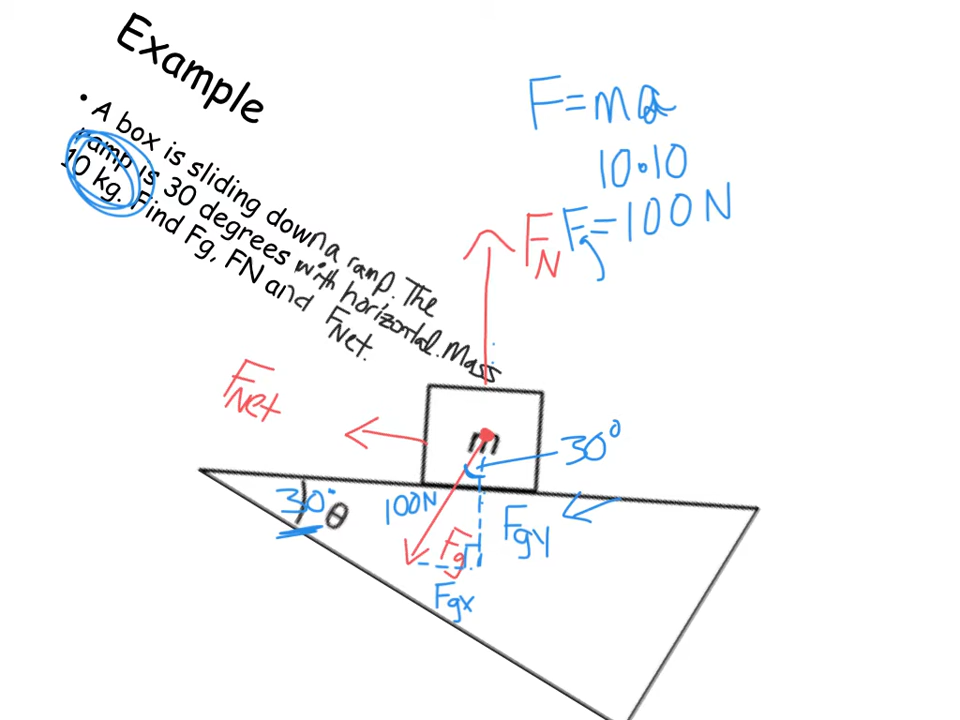 Example
• A box is sliding down a ramp. The
ramp is 30 degrees with horizontal. Mass
10 kg. Find Fg, FN and FNet.
F=ma
10•10
Fg=100N
FN
FNet
m
30°
30°
θ
100N
Fg
Fgy
Fgx